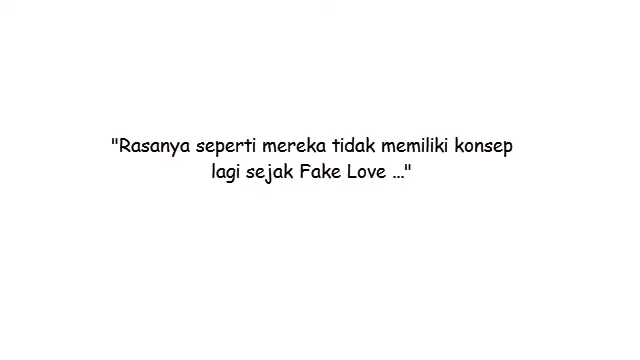 "Rasanya seperti mereka tidak memiliki konsep
lagi sejak Fake Love ..."